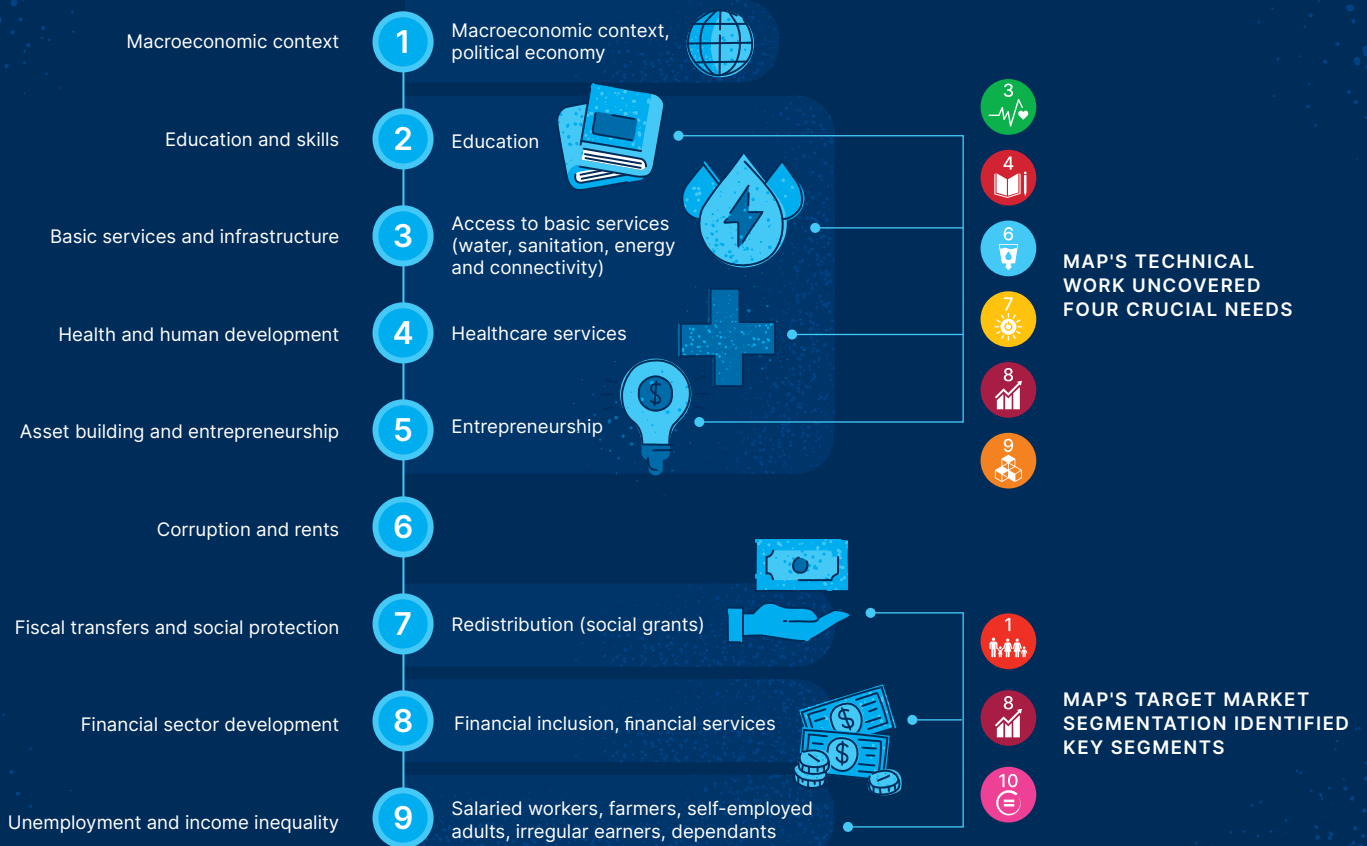 Macroeconomic context
1
Macroeconomic context,
political economy
Education and skills
2
Education
Basic services and infrastructure
3
Access to basic services
(water, sanitation, energy
and connectivity)
Health and human development
4
Healthcare services
Asset building and entrepreneurship
5
$
Entrepreneurship
3
4
6
7
8
9
MAP'S TECHNICAL
WORK UNCOVERED
FOUR CRUCIAL NEEDS
Corruption and rents
6
Fiscal transfers and social protection
7
Redistribution (social grants)
Financial sector development
8
Financial inclusion, financial services
$
$
Unemployment and income inequality
9
Salaried workers, farmers, self-employed
adults, irregular earners, dependants
1
8
10
=
MAP'S TARGET MARKET
SEGMENTATION IDENTIFIED
KEY SEGMENTS